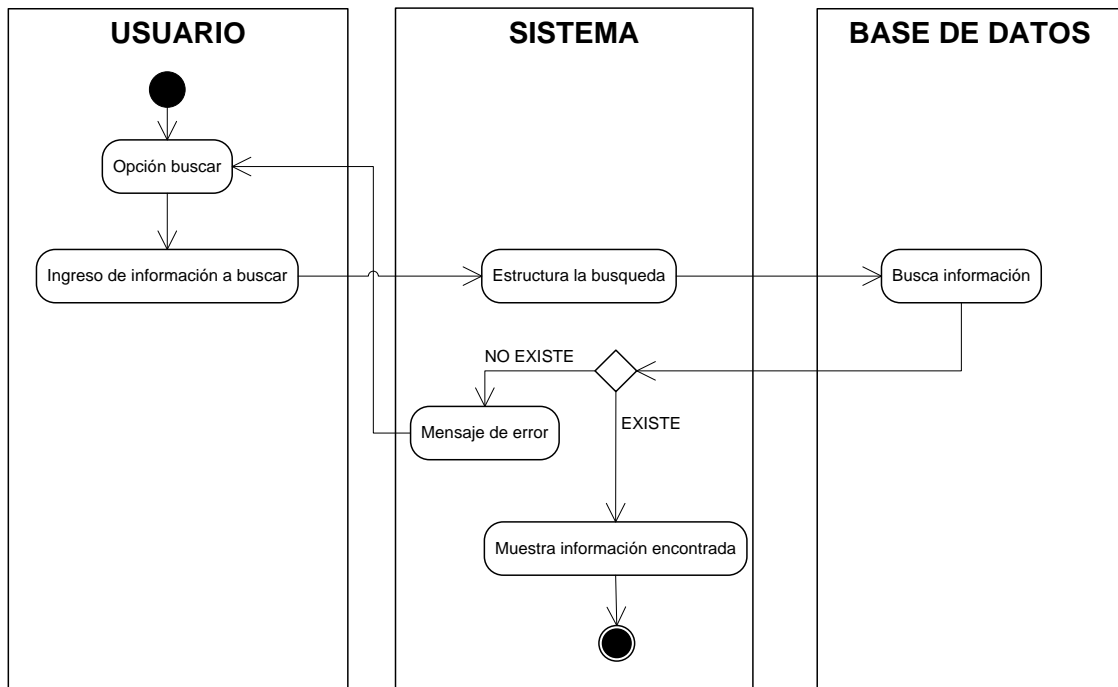 USUARIO
SISTEMA
BASE DE DATOS
Opción buscar
Ingreso de información a buscar
Estructura la busqueda
Busca información
NO EXISTE
Mensaje de error
EXISTE
Muestra información encontrada